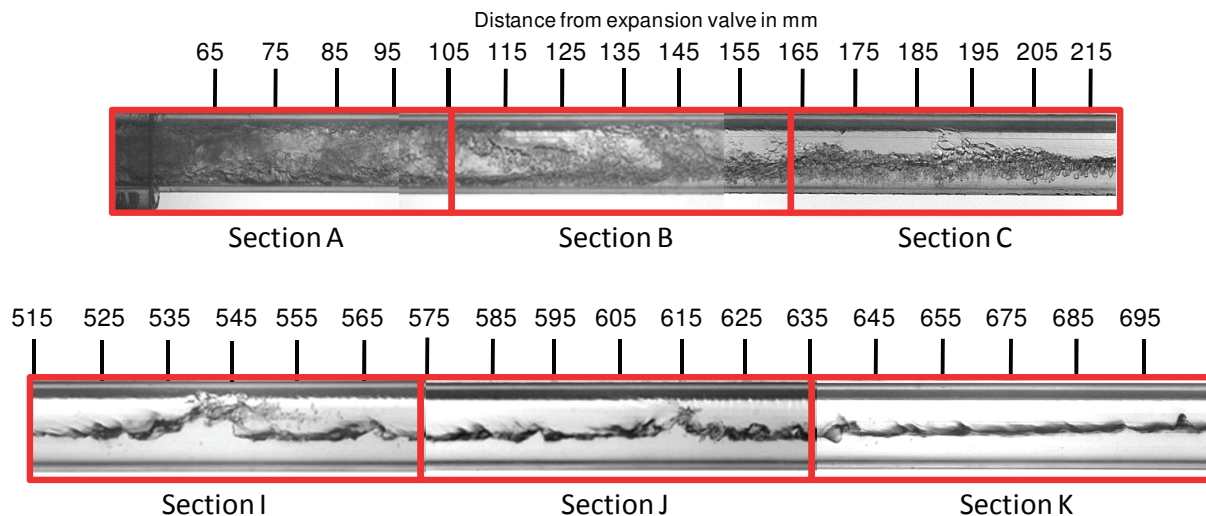 Distance from expansion valve in mm
65 75 85 95 105 115 125 135 145 155 165 175 185 195 205 215
Section A Section B Section C
515 525 535 545 555 565 575 585 595 605 615 625 635 645 655 675 685 695
Section I Section J Section K